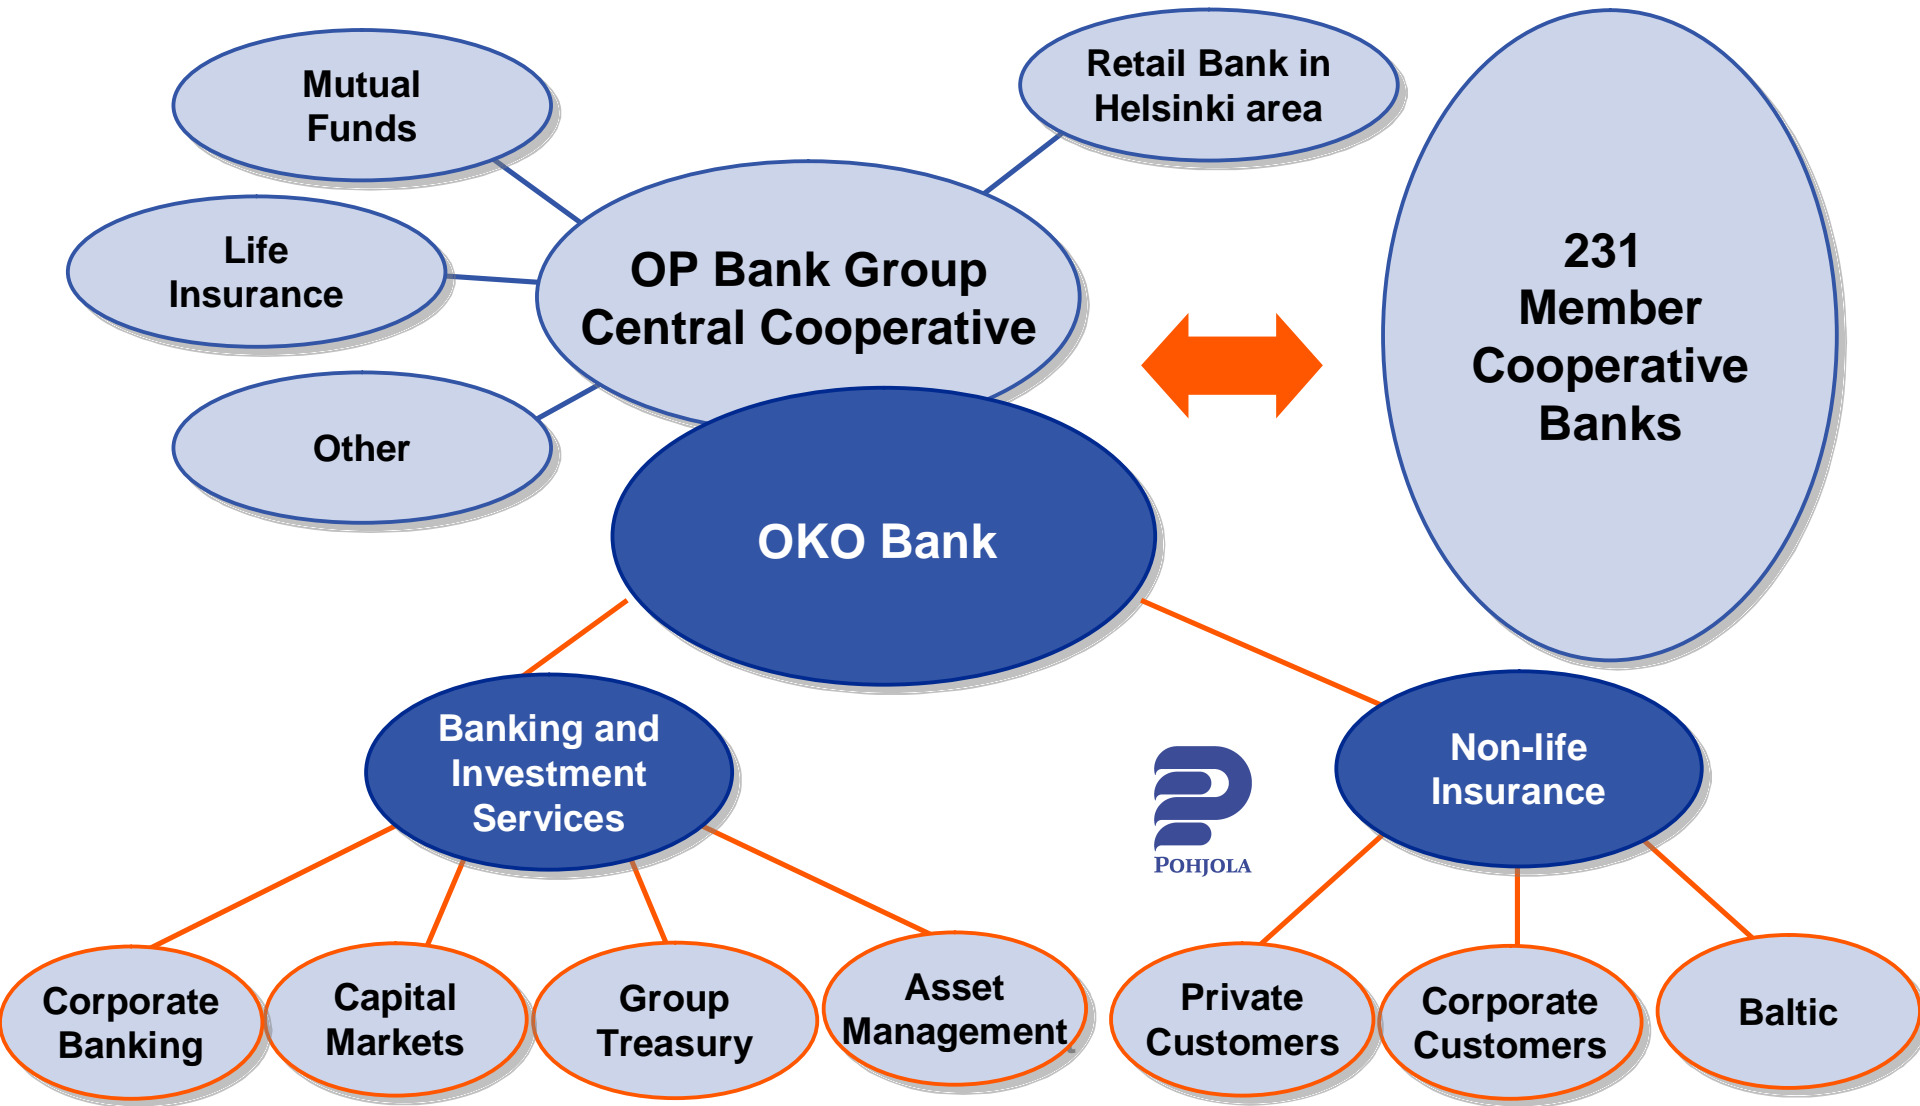 Mutual
Funds
Retail Bank in
Helsinki area
Life
Insurance
OP Bank Group
Central Cooperative
231
Member
Cooperative
Banks
Other
OKO Bank
Banking and
Investment
Services
Non-life
Insurance
POHJOLA
Corporate
Banking
Capital
Markets
Group
Treasury
Asset
Management
Private
Customers
Corporate
Customers
Baltic